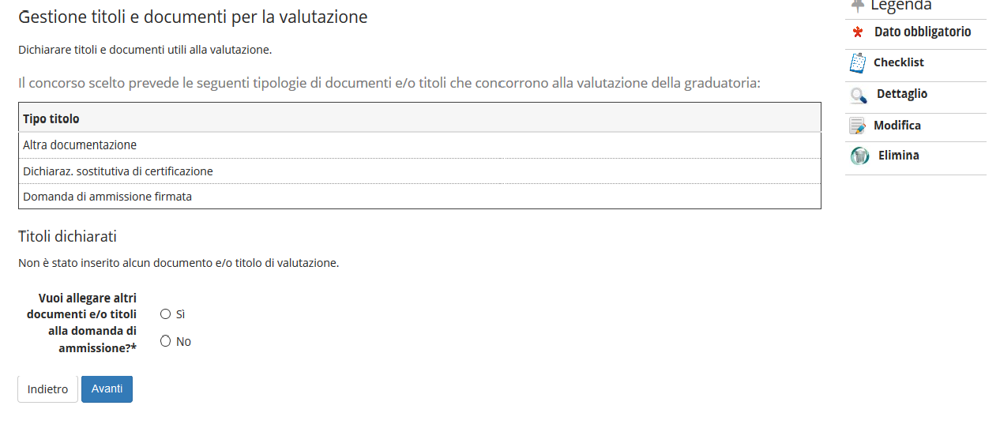 Gestione titoli e documenti per la valutazione
Dichiarare titoli e documenti utili alla valutazione.
Il concorso scelto prevede le seguenti tipologie di documenti e/o titoli che concorrono alla valutazione della graduatoria:
Tipo titolo
Altra documentazione
Dichiaraz. sostitutiva di certificazione
Domanda di ammissione firmata
Titoli dichiarati
Non è stato inserito alcun documento e/o titolo di valutazione.
Vuoi allegare altri
documenti e/o titoli
alla domanda di
ammissione?*
Sì
No
Indietro
Avanti
Legenda
Dato obbligatorio
Checklist
Dettaglio
Modifica
Elimina